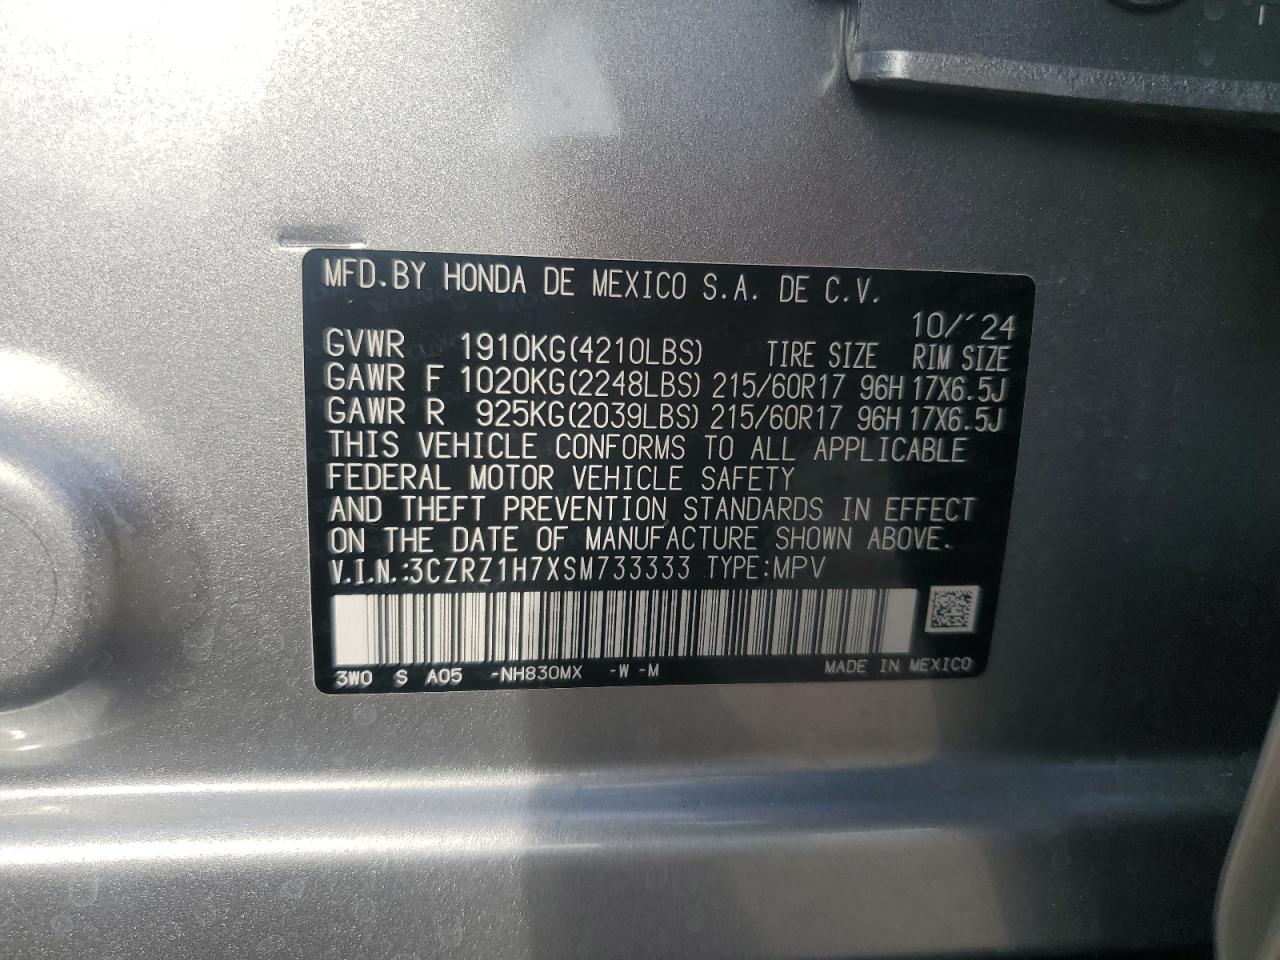 MFD.BY HONDA DE MEXICO S.A. DE C.V.
10/´24
GVWR 1910KG(4210LBS) TIRE SIZE RIM SIZE
GAWR F 1020KG(2248LBS) 215/60R17 96H 17X6.5J
GAWR R 925KG(2039LBS) 215/60R17 96H 17X6.5J
THIS VEHICLE CONFORMS TO ALL APPLICABLE
FEDERAL MOTOR VEHICLE SAFETY
AND THEFT PREVENTION STANDARDS IN EFFECT
ON THE DATE OF MANUFACTURE SHOWN ABOVE.
V.I.N.:3CZRZ1H7XSM733333 TYPE:MPV
3W0 S A05 -NH830MX -W -M MADE IN MEXICO